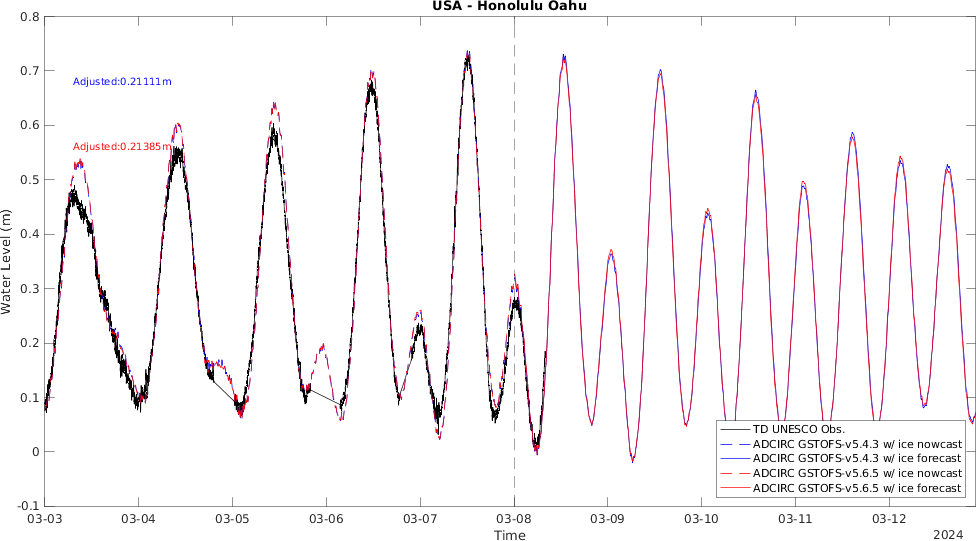 USA - Honolulu Oahu
0.8
0.7
0.6
0.5
0.4
0.3
0.2
0.1
0
-0.1
Water Level (m)
Adjusted:0.21111m
Adjusted:0.21385m
TD UNESCO Obs.
ADCIRC GSTOFS-v5.4.3 w/ ice nowcast
ADCIRC GSTOFS-v5.4.3 w/ ice forecast
ADCIRC GSTOFS-v5.6.5 w/ ice nowcast
ADCIRC GSTOFS-v5.6.5 w/ ice forecast
03-03 03-04 03-05 03-06 03-07 03-08 03-09 03-10 03-11 03-12
Time
2024